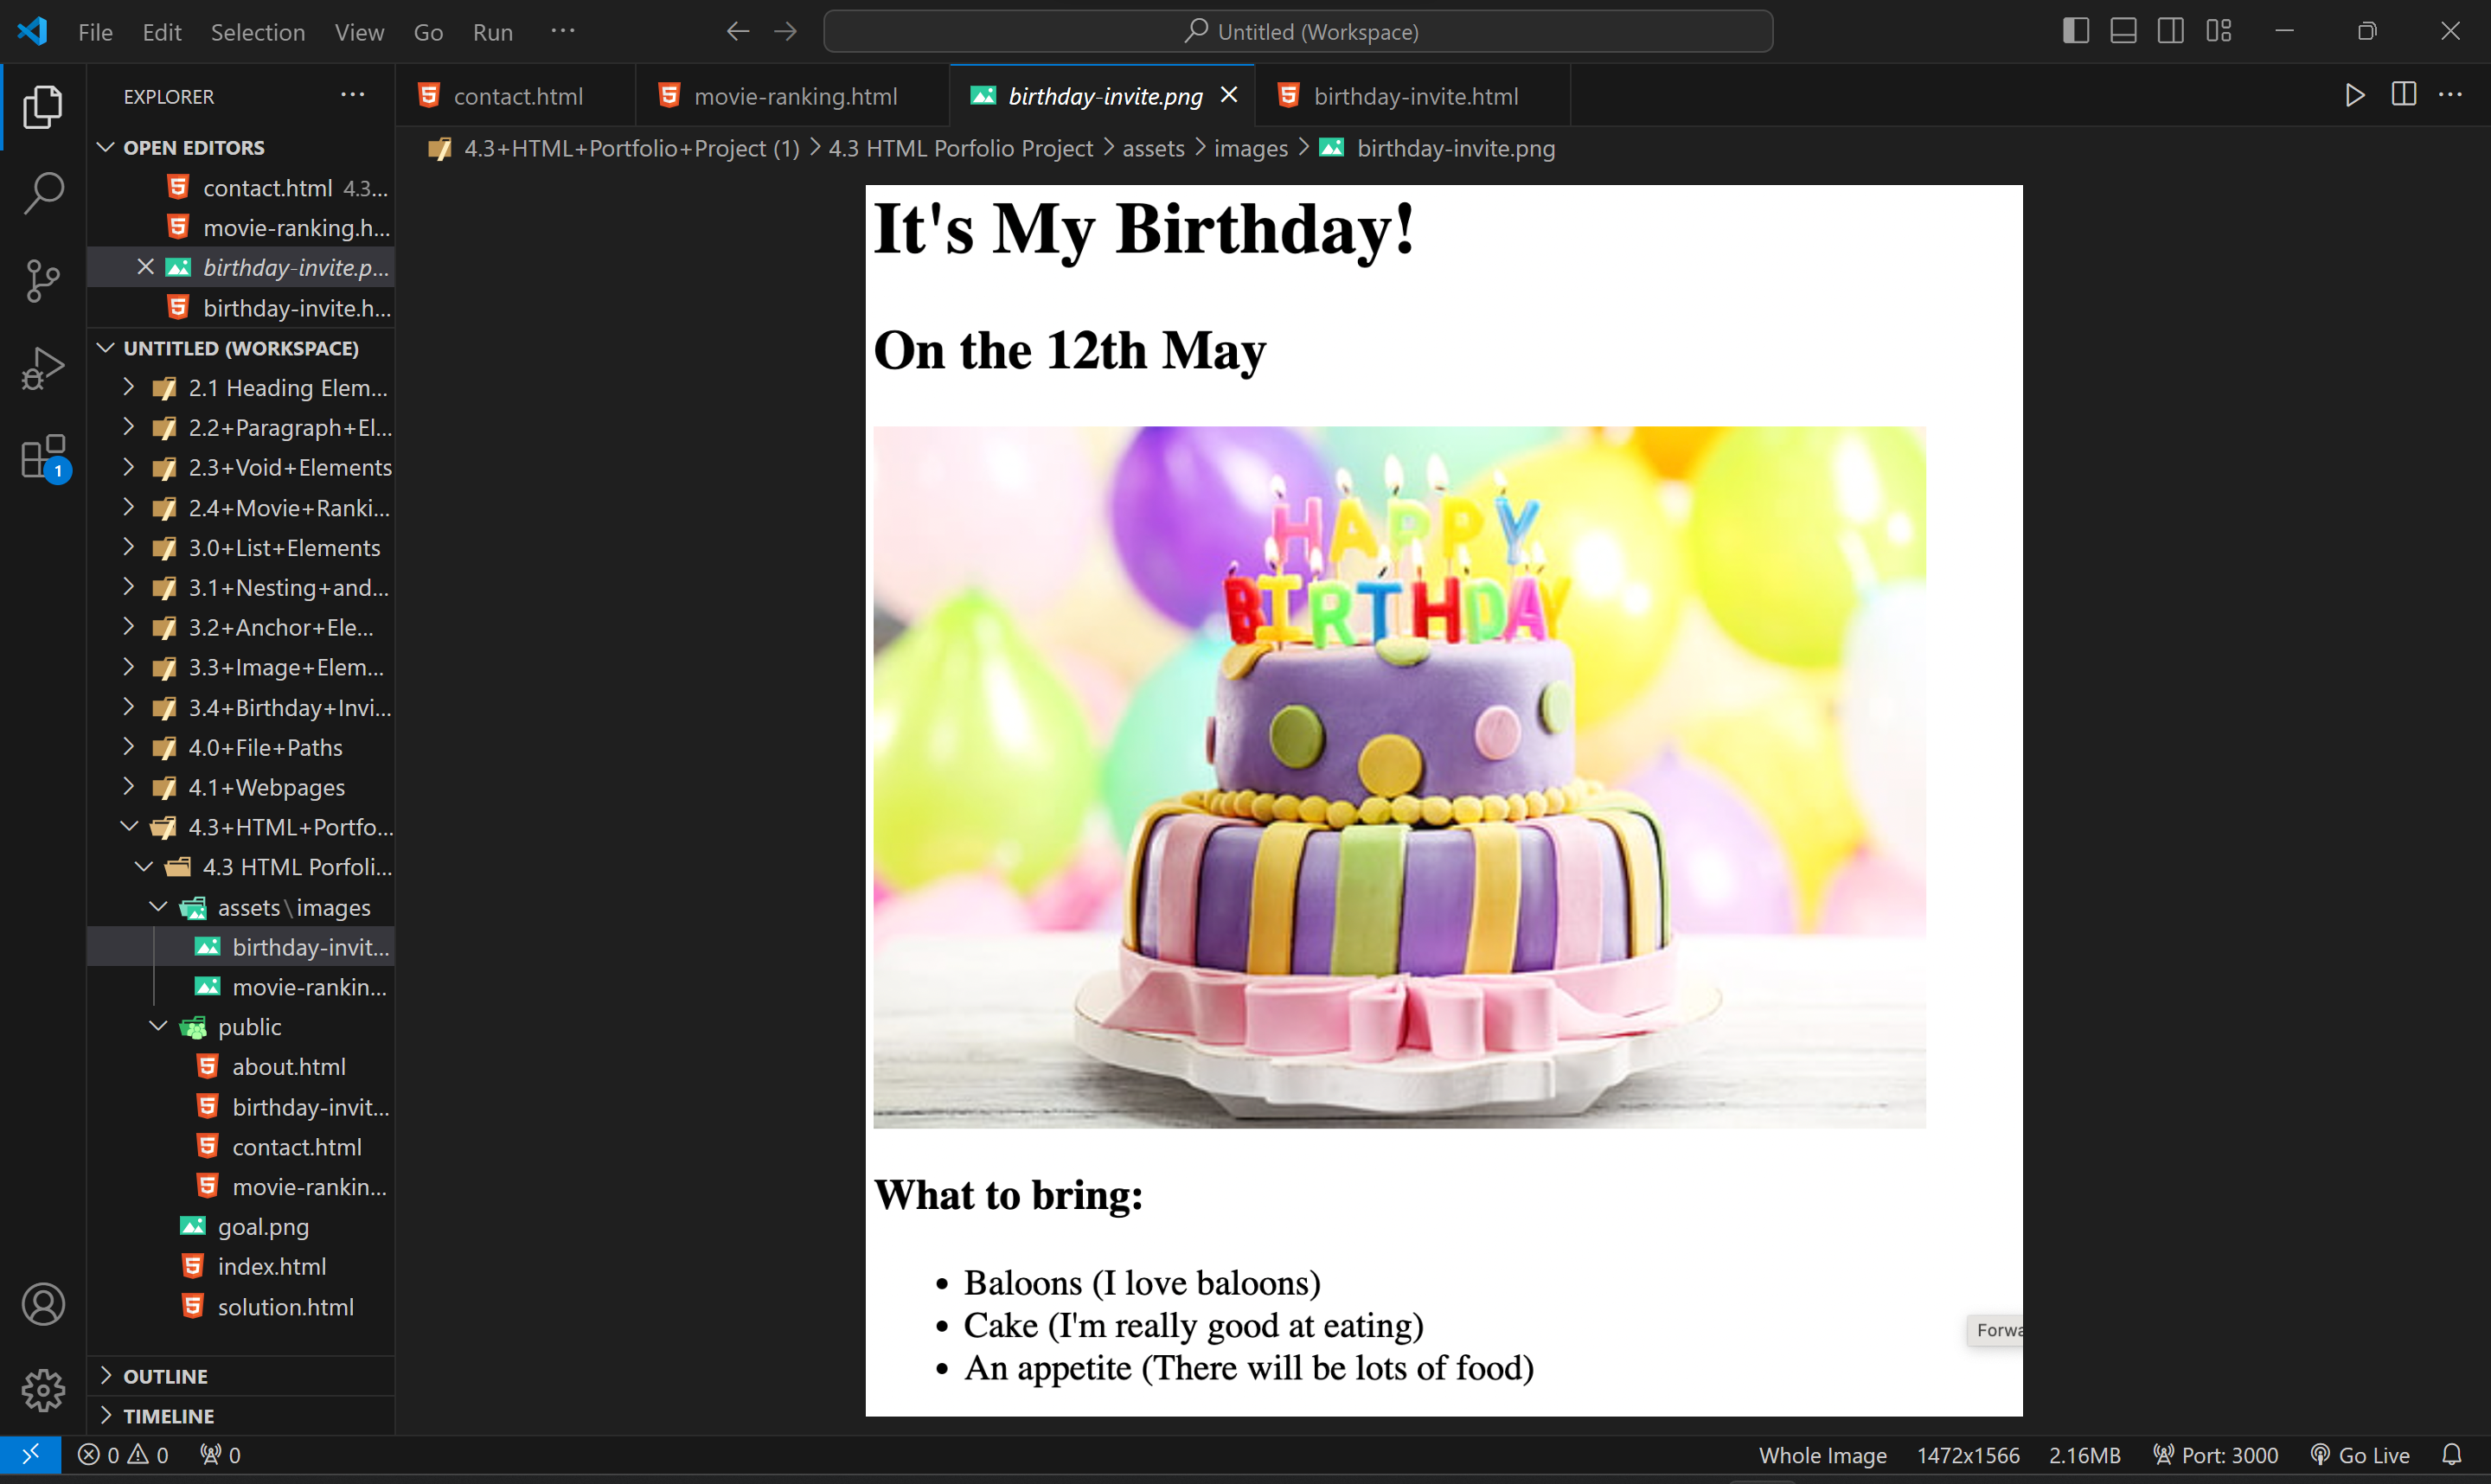 File Edit Selection View Go Run ··· Untitled (Workspace)
EXPLORER ···
contact.html movie-ranking.html birthday-invite.png birthday-invite.html
4.3+HTML+Portfolio+Project (1) > 4.3 HTML Porfolio Project > assets > images > birthday-invite.png
OPEN EDITORS
contact.html 4.3...
movie-ranking.h...
birthday-invite.p...
birthday-invite.h...
UNTITLED (WORKSPACE)
2.1 Heading Elem...
2.2+Paragraph+El...
2.3+Void+Elements
2.4+Movie+Ranki...
3.0+List+Elements
3.1+Nesting+and...
3.2+Anchor+Ele...
3.3+Image+Elem...
3.4+Birthday+Invi...
4.0+File+Paths
4.1+Webpages
4.3+HTML+Portfo...
4.3 HTML Porfoli...
assets\images
birthday-invit...
movie-rankin...
public
about.html
birthday-invit...
contact.html
movie-rankin...
goal.png
index.html
solution.html
OUTLINE
TIMELINE
1
It's My Birthday!
On the 12th May
HAPPY
BIRTHDAY
What to bring:
• Baloons (I love baloons)
• Cake (I'm really good at eating)
• An appetite (There will be lots of food)
Forwa
0 0 0 Whole Image 1472x1566 2.16MB Port: 3000 Go Live